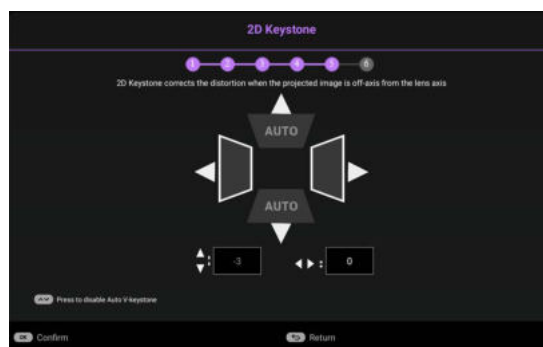 2D Keystone
1 2 3 4 5 6
2D Keystone corrects the distortion when the projected image is off-axis from the lens axis
AUTO
AUTO
: -3 : 0
Press to disable Auto V-keystone
OK Confirm Return